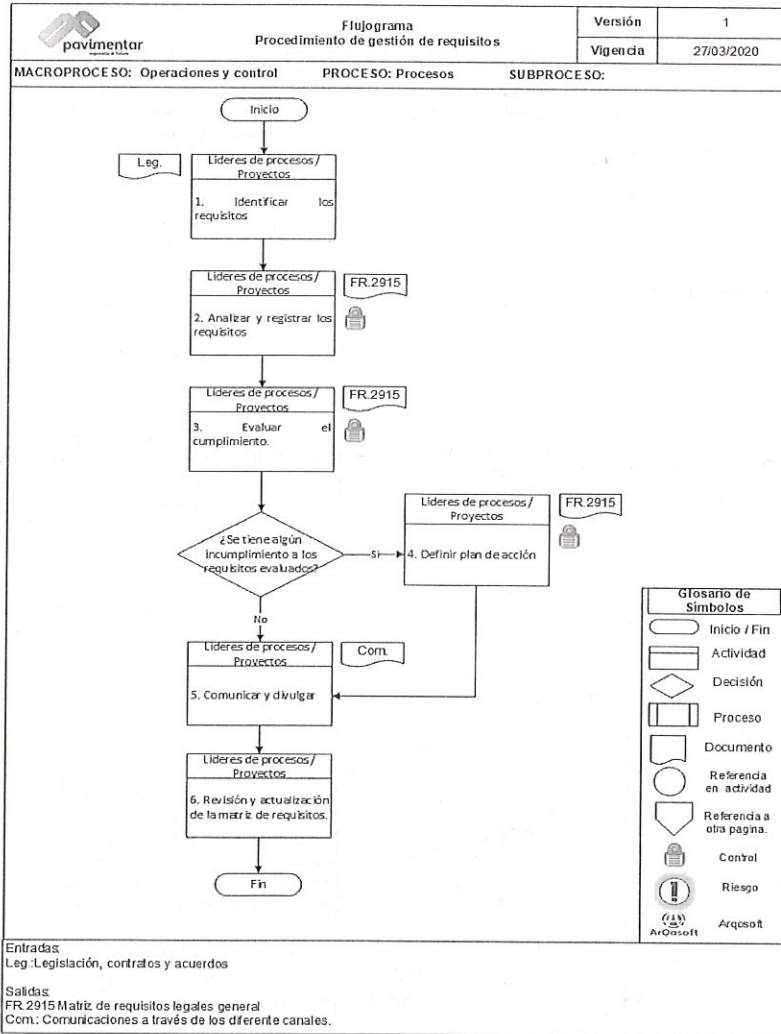 pavimentar
Flujograma
Procedimiento de gestión de requisitos
Versión 1
Vigencia 27/03/2020
MACROPROCESO: Operaciones y control PROCESO: Procesos SUBPROCESO:
Inicio
Leg.
Lideres de procesos/
Proyectos
1. Identificar los
requisitos
Lideres de procesos/
Proyectos
FR.2915
2. Analizar y registrar los
requisitos
Lideres de procesos/
Proyectos
FR.2915
3. Evaluar el
cumplimiento.
¿Se tiene algún
incumplimiento a los
requisitos evaluados?
Si
Lideres de procesos/
Proyectos
FR.2915
4. Definir plan de acción
No
Lideres de procesos/
Proyectos
Com.
5. Comunicar y divulgar
Lideres de procesos/
Proyectos
6. Revisión y actualización
de la matriz de requisitos.
Fin
Glosario de
Símbolos
Inicio / Fin
Actividad
Decisión
Proceso
Documento
Referencia
en actividad
Referencia a
otra pagina.
Control
Riesgo
ArQosoft
Arqosoft
Entradas:
Leg.:Legislación, contratos y acuerdos
Salidas:
FR.2915 Matriz de requisitos legales general
Com.: Comunicaciones a través de los diferente canales.